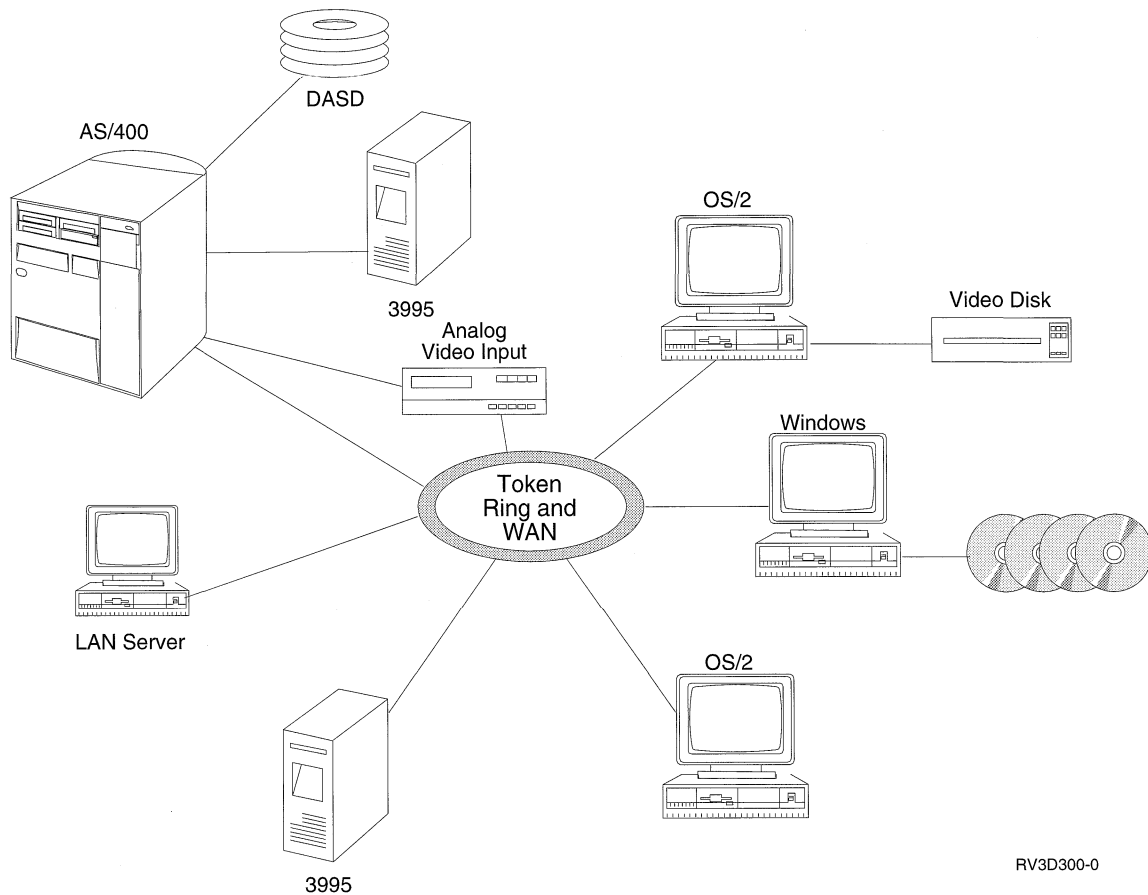 DASD
AS/400
OS/2
3995
Video Disk
Analog
Video Input
Windows
Token
Ring and
WAN
LAN Server
OS/2
RV3D300-0
3995